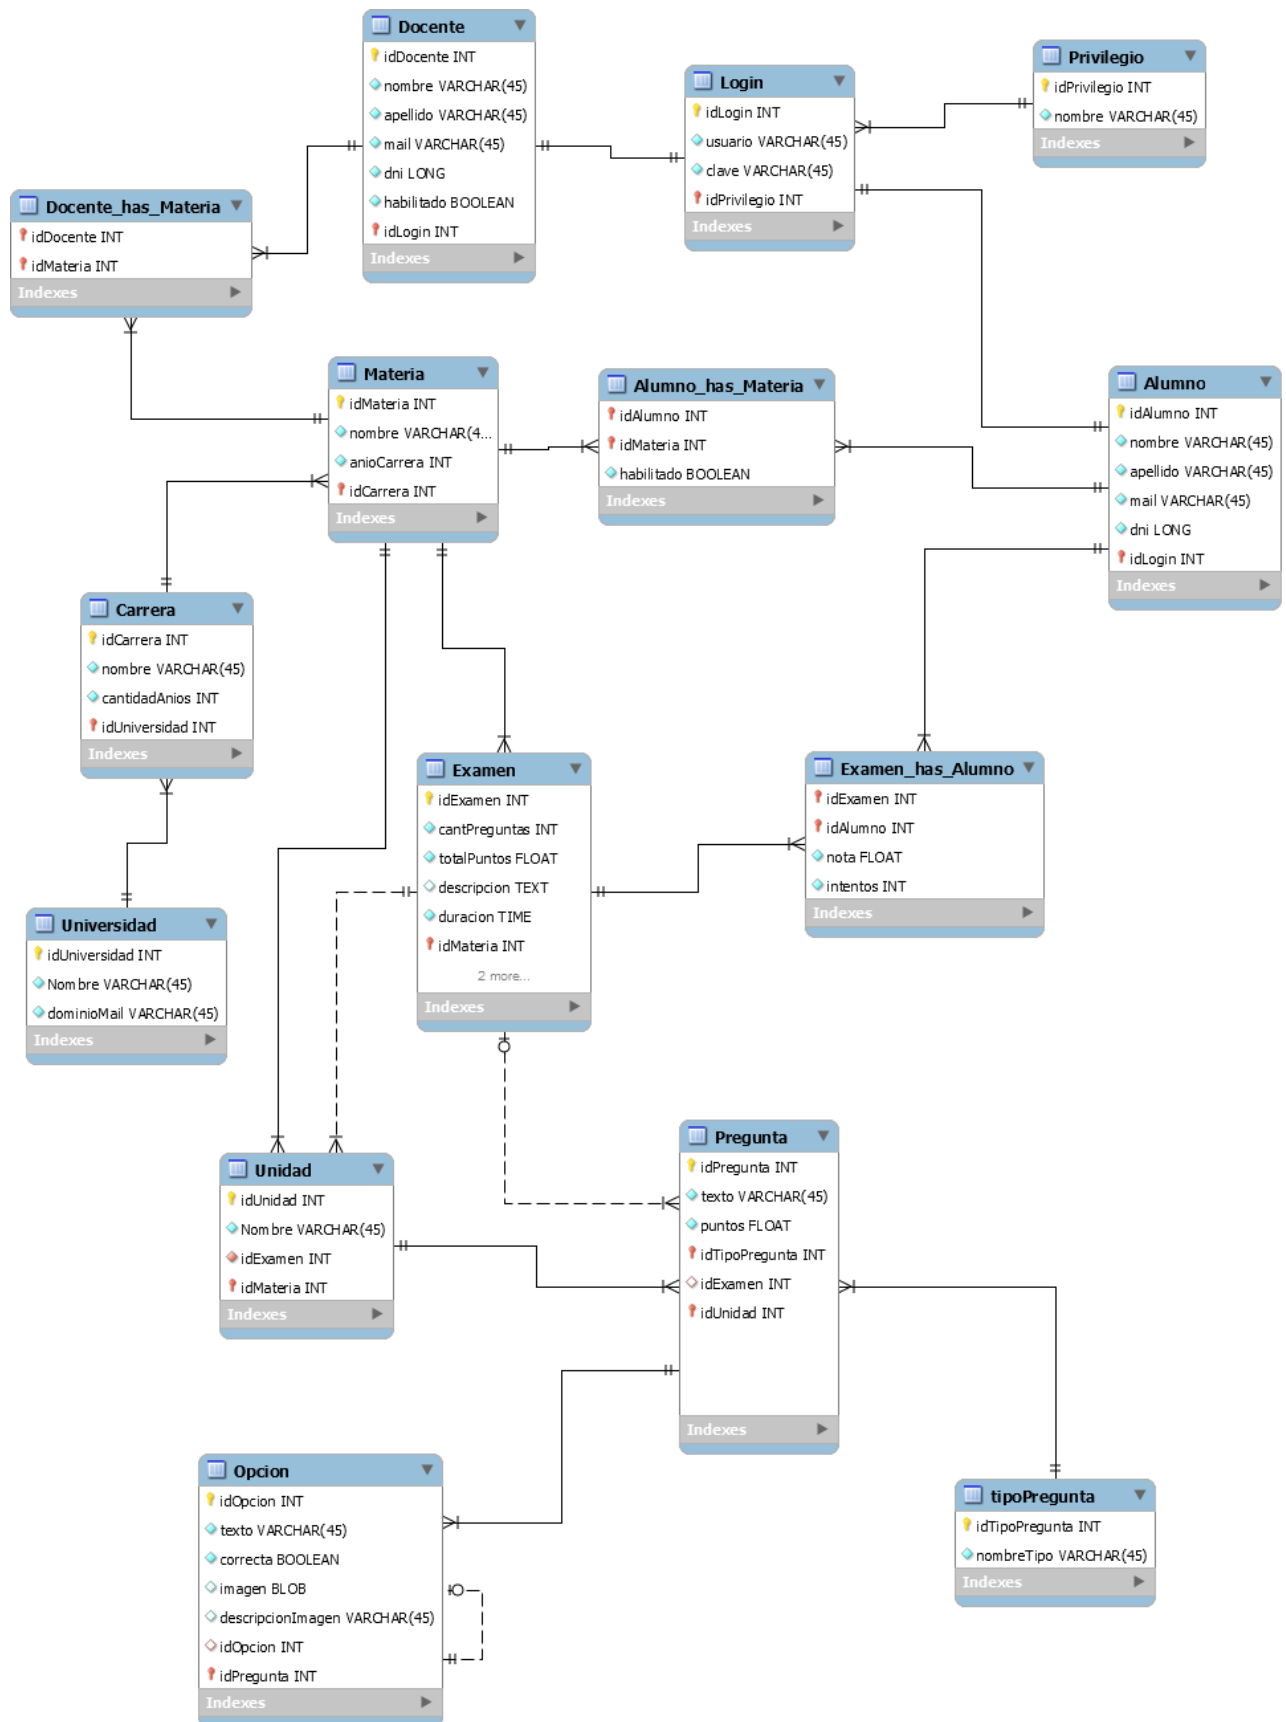 Docente
idDocente INT
nombre VARCHAR(45)
apellido VARCHAR(45)
mail VARCHAR(45)
dni LONG
habilitado BOOLEAN
idLogin INT
Indexes
Login
idLogin INT
usuario VARCHAR(45)
clave VARCHAR(45)
idPrivilegio INT
Indexes
Privilegio
idPrivilegio INT
nombre VARCHAR(45)
Indexes
Docente_has_Materia
idDocente INT
idMateria INT
Indexes
Materia
idMateria INT
nombre VARCHAR(4...
anioCarrera INT
idCarrera INT
Indexes
Alumno_has_Materia
idAlumno INT
idMateria INT
habilitado BOOLEAN
Indexes
Alumno
idAlumno INT
nombre VARCHAR(45)
apellido VARCHAR(45)
mail VARCHAR(45)
dni LONG
idLogin INT
Indexes
Carrera
idCarrera INT
nombre VARCHAR(45)
cantidadAnios INT
idUniversidad INT
Indexes
Examen
idExamen INT
cantPreguntas INT
totalPuntos FLOAT
descripcion TEXT
duracion TIME
idMateria INT
2 more...
Indexes
Examen_has_Alumno
idExamen INT
idAlumno INT
nota FLOAT
intentos INT
Indexes
Universidad
idUniversidad INT
Nombre VARCHAR(45)
dominioMail VARCHAR(45)
Indexes
Unidad
idUnidad INT
Nombre VARCHAR(45)
idExamen INT
idMateria INT
Indexes
Pregunta
idPregunta INT
texto VARCHAR(45)
puntos FLOAT
idTipoPregunta INT
idExamen INT
idUnidad INT
Indexes
Opcion
idOpcion INT
texto VARCHAR(45)
correcta BOOLEAN
imagen BLOB
descripcionImagen VARCHAR(45)
idOpcion INT
idPregunta INT
Indexes
tipoPregunta
idTipoPregunta INT
nombreTipo VARCHAR(45)
Indexes